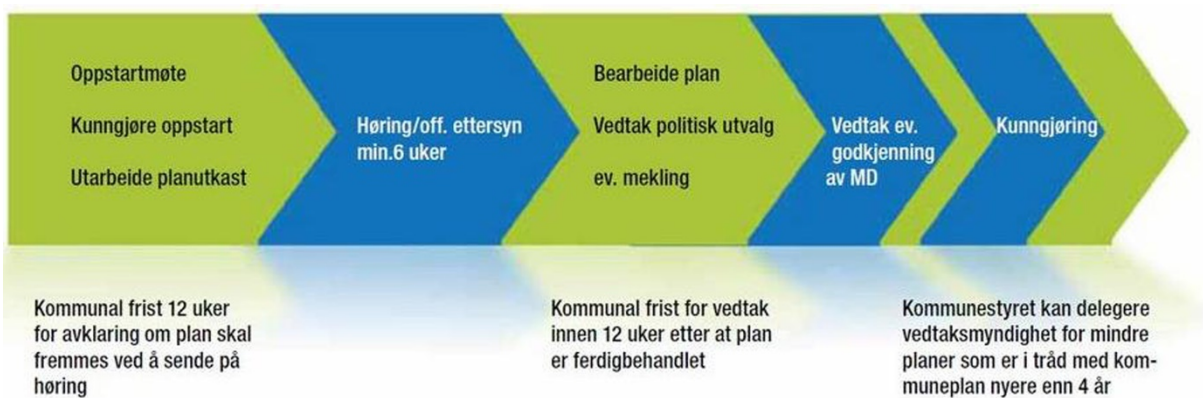 Oppstartmøte
Kunngjøre oppstart
Utarbeide planutkast
Høring/off. ettersyn
min.6 uker
Bearbeide plan
Vedtak politisk utvalg
ev. mekling
Vedtak ev.
godkjenning
av MD
Kunngjøring
Kommunal frist 12 uker
for avklaring om plan skal
fremmes ved å sende på
høring
Kommunal frist for vedtak
innen 12 uker etter at plan
er ferdigbehandlet
Kommunestyret kan delegere
vedtaksmyndighet for mindre
planer som er i tråd med kom-
muneplan nyere enn 4 år